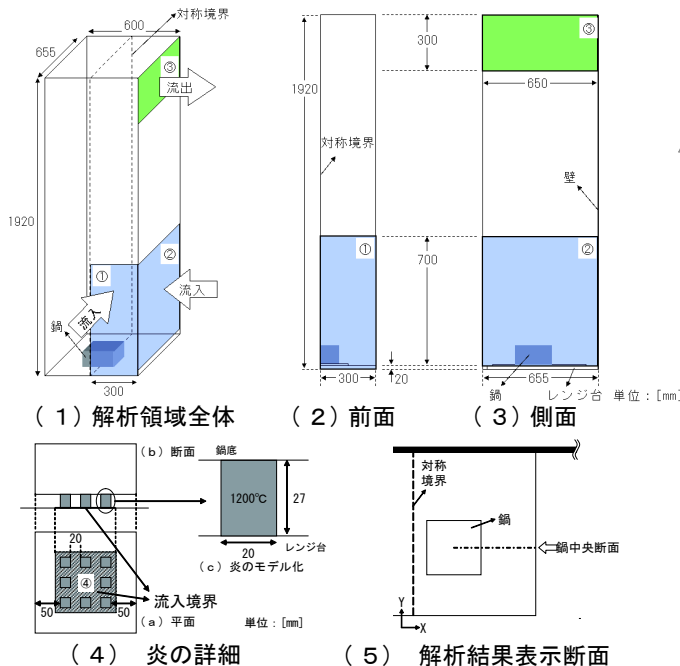 600
対称境界
655
③
流出
1920
②
①
流入
流入
鍋
300
(1)解析領域全体
③
300
650
1920
対称境界
壁
①
②
700
20
300
655
鍋
レンジ台
単位:[mm]
(2)前面
(3)側面
(b)断面
鍋底
1200℃
27
20
レンジ台
(c)炎のモデル化
20
④
流入境界
50
50
(a)平面
単位:[mm]
(4) 炎の詳細
対称
境界
鍋
鍋中央断面
Y
X
(5) 解析結果表示断面